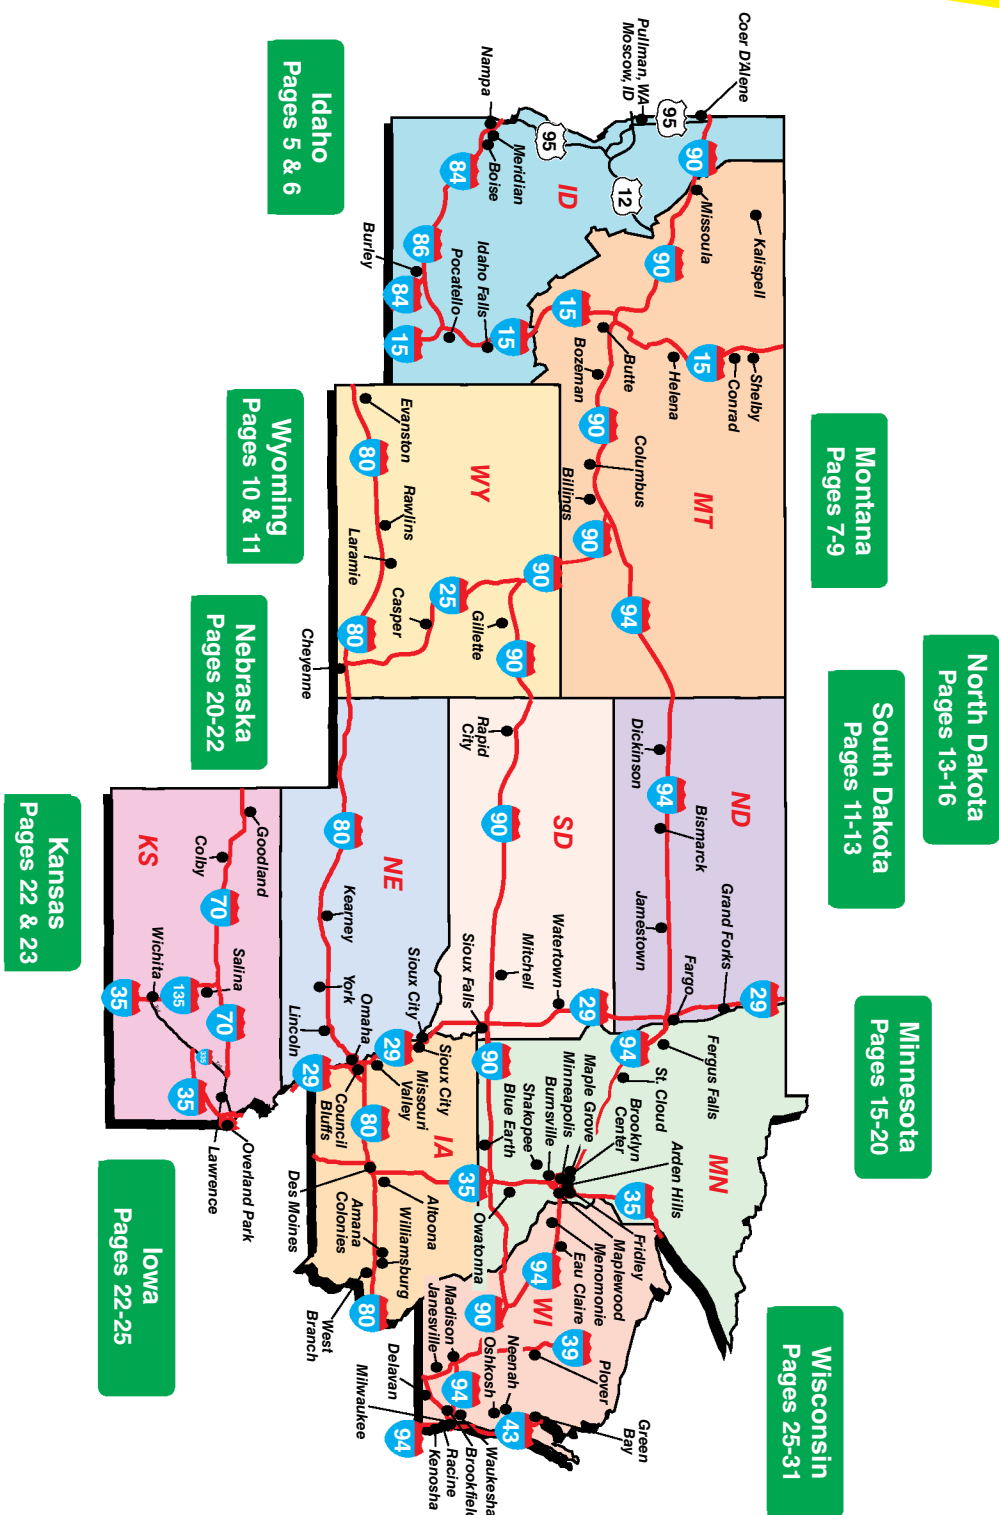 North Dakota
Pages 13-16
South Dakota
Pages 11-13
Montana
Pages 7-9
Minnesota
Pages 15-20
Wisconsin
Pages 25-31
Idaho
Pages 5 & 6
Wyoming
Pages 10 & 11
Nebraska
Pages 20-22
Kansas
Pages 22 & 23
Iowa
Pages 22-25
ID
Coer D'Alene
Pullman, WA
Moscow, ID
Nampa
Meridian
Boise
Burley
Pocatello
Idaho Falls
95
95
12
90
84
86
84
15
15
MT
Kalispell
Missoula
Shelby
Conrad
Helena
Butte
Bozeman
Columbus
Billings
90
15
15
90
90
94
WY
Evanston
Rawlins
Laramie
Casper
Gillette
Cheyenne
80
80
25
90
90
ND
Dickinson
Bismarck
Jamestown
Grand Forks
Fargo
94
29
SD
Rapid
City
Mitchell
Watertown
Sioux Falls
90
29
NE
Kearney
York
Lincoln
Omaha
Sioux City
80
KS
Goodland
Colby
Salina
Wichita
Lawrence
Overland Park
70
70
135
35
335
35
MN
Fergus Falls
St. Cloud
Brooklyn
Center
Arden Hills
Maple Grove
Minneapolis
Burnsville
Shakopee
Blue Earth
Owatonna
Fridley
Maplewood
94
90
35
35
IA
Sioux City
Missouri
Valley
Council
Bluffs
Des Moines
Altoona
Williamsburg
Amana
Colonies
West
Branch
29
29
80
80
WI
Menomonie
Eau Claire
Plover
Green
Bay
Neenah
Oshkosh
Madison
Janesville
Delavan
Milwaukee
Waukesha
Brookfield
Racine
Kenosha
94
90
39
94
43
94